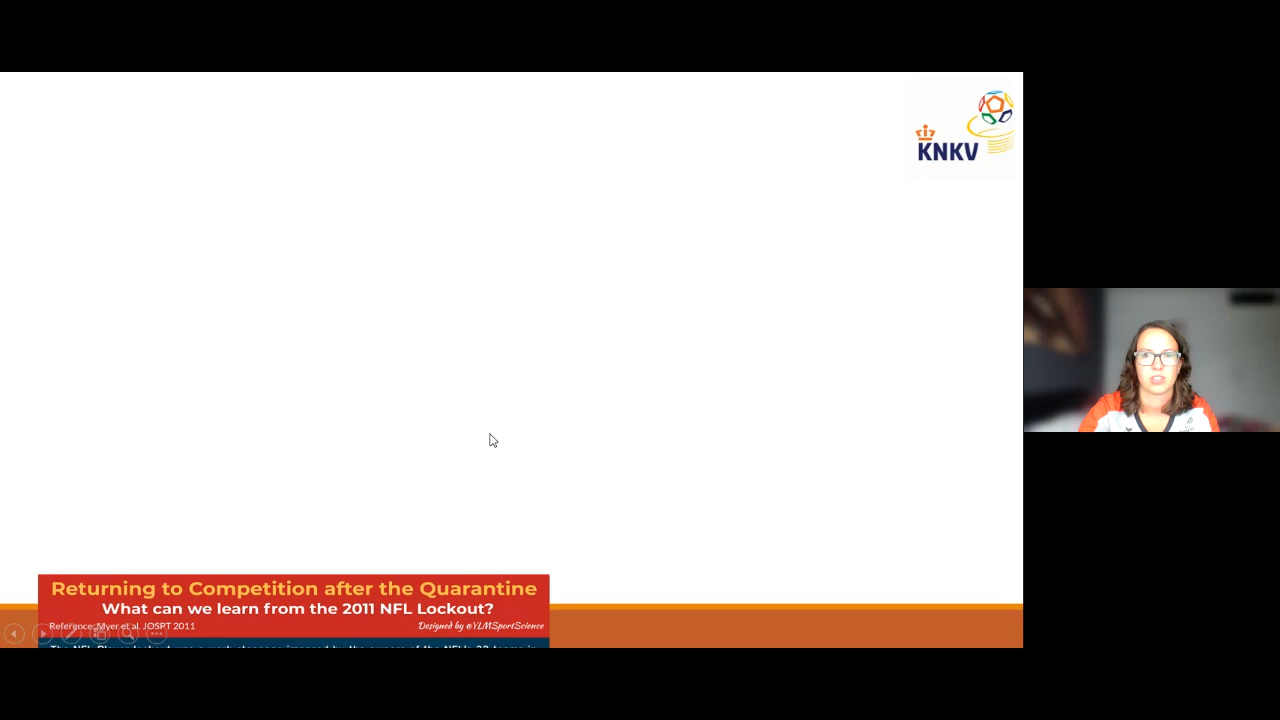 KNKV
Returning to Competition after the Quarantine
What can we learn from the 2011 NFL Lockout?
Reference: Myer et al. JOSPT 2011
Designed by @YLMSportScience